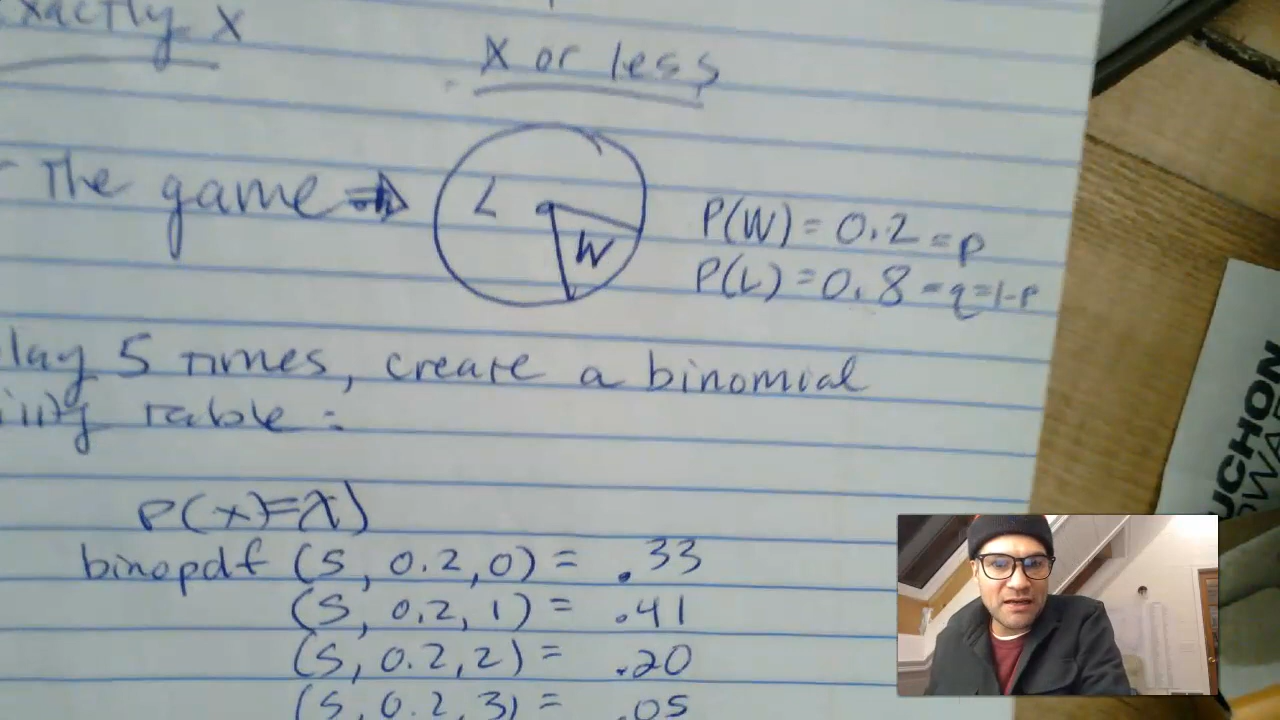 xactly x
x or less
- The game ⇒ L W P(W) = 0.2 = p
P(L) = 0.8 = q = 1-p
lay 5 times, create a binomial
table:
P(x)=x)
binopdf (5, 0.2, 0) = .33
(5, 0.2, 1) = .41
(5, 0.2, 2) = .20
(5, 0.2, 3) = .05
UCHON